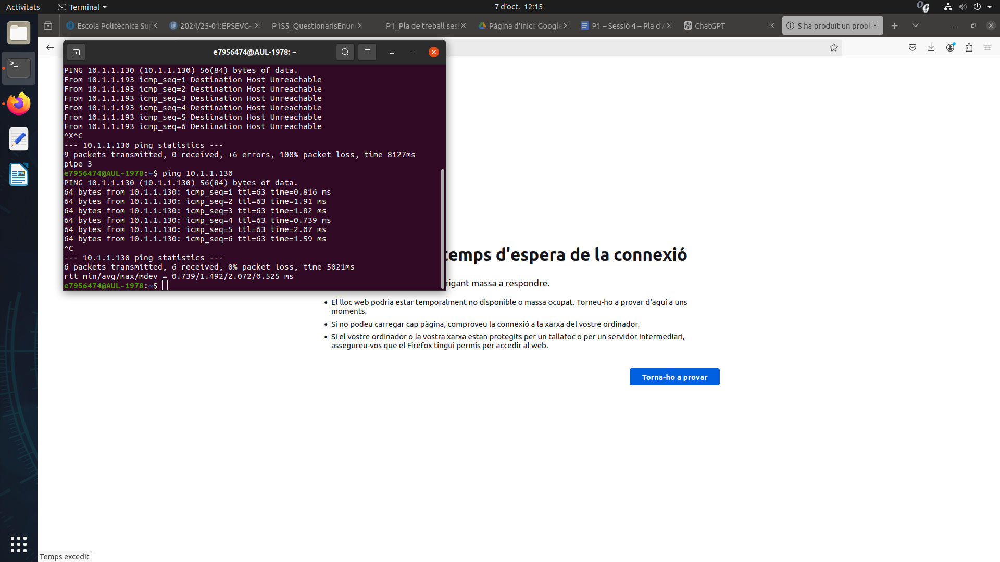 Activitats
Terminal
7 d’oct. 12:15
Escola Politècnica Su
2024/25-01:EPSEVG-
P1S5_QuestionarisEnun
P1_Pla de treball ses
Pàgina d'inici: Google
P1 – Sessió 4 – Pla d’A
ChatGPT
S'ha produït un prob
e7956474@AUL-1978: ~
PING 10.1.1.130 (10.1.1.130) 56(84) bytes of data.
From 10.1.1.193 icmp_seq=1 Destination Host Unreachable
From 10.1.1.193 icmp_seq=2 Destination Host Unreachable
From 10.1.1.193 icmp_seq=3 Destination Host Unreachable
From 10.1.1.193 icmp_seq=4 Destination Host Unreachable
From 10.1.1.193 icmp_seq=5 Destination Host Unreachable
From 10.1.1.193 icmp_seq=6 Destination Host Unreachable
^X^C
--- 10.1.1.130 ping statistics ---
9 packets transmitted, 0 received, +6 errors, 100% packet loss, time 8127ms
pipe 3
e7956474@AUL-1978:~$ ping 10.1.1.130
PING 10.1.1.130 (10.1.1.130) 56(84) bytes of data.
64 bytes from 10.1.1.130: icmp_seq=1 ttl=63 time=0.816 ms
64 bytes from 10.1.1.130: icmp_seq=2 ttl=63 time=1.91 ms
64 bytes from 10.1.1.130: icmp_seq=3 ttl=63 time=1.82 ms
64 bytes from 10.1.1.130: icmp_seq=4 ttl=63 time=0.739 ms
64 bytes from 10.1.1.130: icmp_seq=5 ttl=63 time=2.07 ms
64 bytes from 10.1.1.130: icmp_seq=6 ttl=63 time=1.59 ms
^C
--- 10.1.1.130 ping statistics ---
6 packets transmitted, 6 received, 0% packet loss, time 5021ms
rtt min/avg/max/mdev = 0.739/1.492/2.072/0.525 ms
e7956474@AUL-1978:~$
temps d'espera de la connexió
rigant massa a respondre.
• El lloc web podria estar temporalment no disponible o massa ocupat. Torneu-ho a provar d'aquí a uns
moments.
• Si no podeu carregar cap pàgina, comproveu la connexió a la xarxa del vostre ordinador.
• Si el vostre ordinador o la vostra xarxa estan protegits per un tallafoc o per un servidor intermediari,
assegureu-vos que el Firefox tingui permís per accedir al web.
Torna-ho a provar
Temps excedit